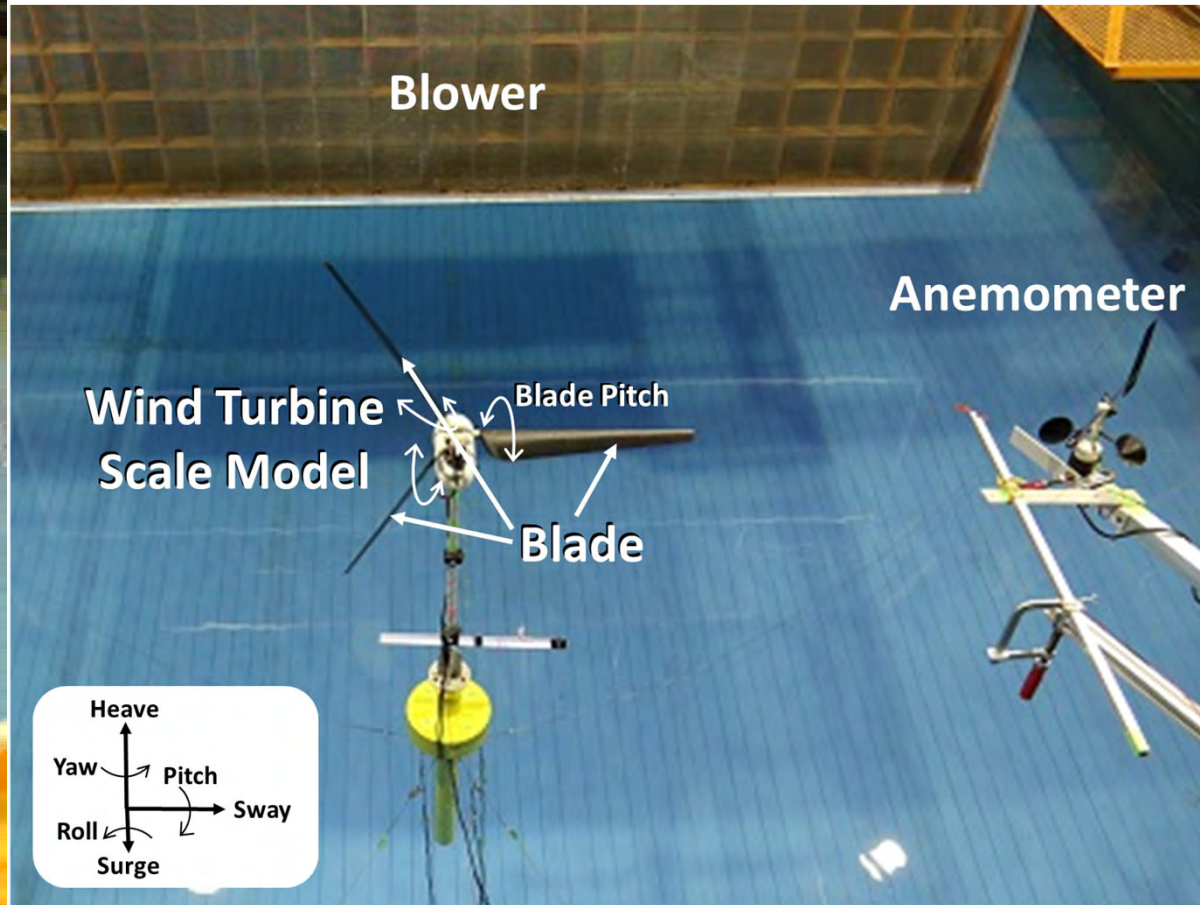 Blower
Anemometer
Wind Turbine
Scale Model
Blade Pitch
Blade
Heave
Yaw
Pitch
Sway
Roll
Surge